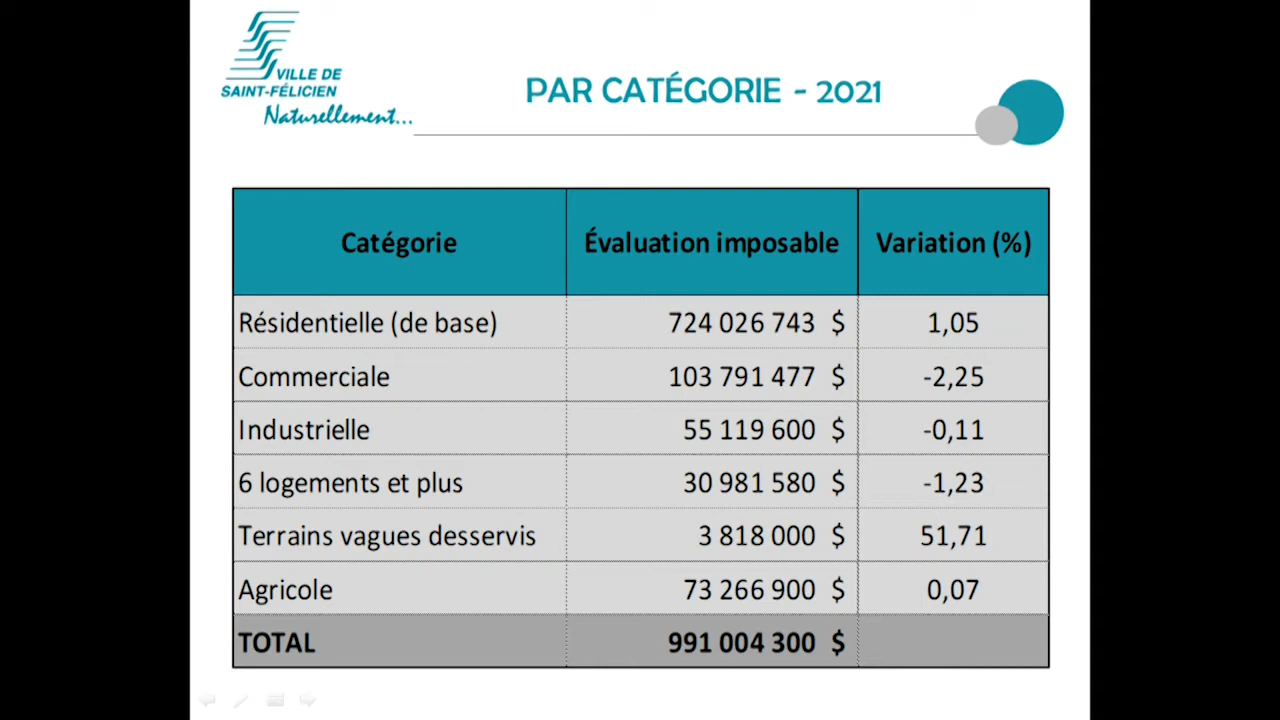 VILLE DE
SAINT-FÉLICIEN
Naturellement...
PAR CATÉGORIE - 2021
Catégorie Évaluation imposable Variation (%)
Résidentielle (de base) 724 026 743 $ 1,05
Commerciale 103 791 477 $ -2,25
Industrielle 55 119 600 $ -0,11
6 logements et plus 30 981 580 $ -1,23
Terrains vagues desservis 3 818 000 $ 51,71
Agricole 73 266 900 $ 0,07
TOTAL 991 004 300 $